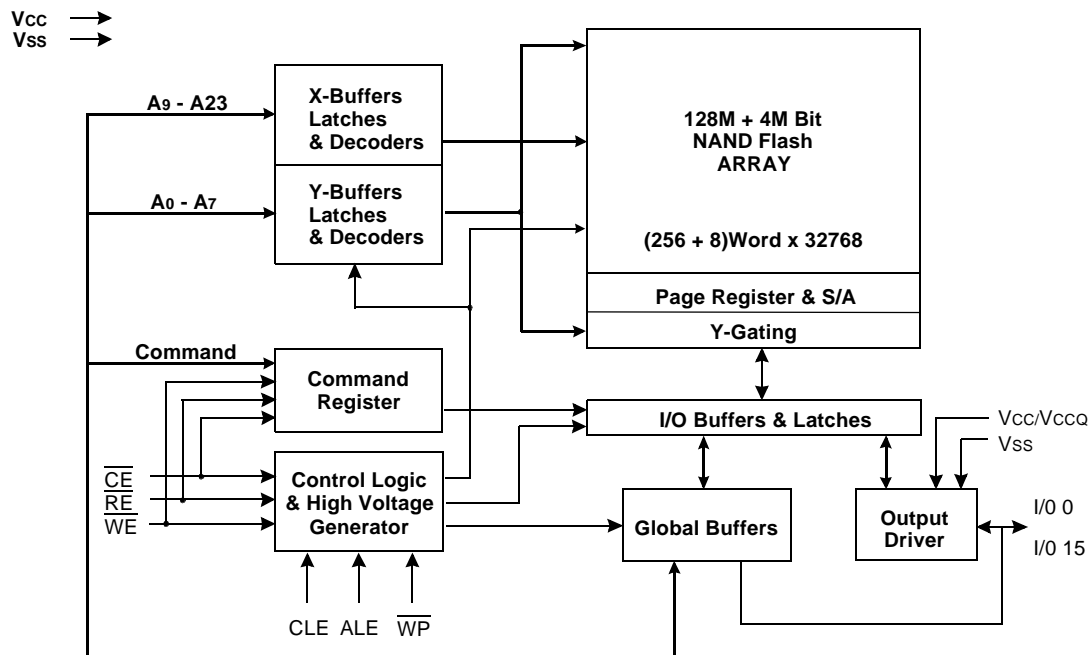 VCC
VSS
A9 - A23
X-Buffers
Latches
& Decoders
A0 - A7
Y-Buffers
Latches
& Decoders
128M + 4M Bit
NAND Flash
ARRAY
(256 + 8)Word x 32768
Page Register & S/A
Y-Gating
Command
Command
Register
I/O Buffers & Latches
VCC/VCCQ
VSS
CE
RE
WE
Control Logic
& High Voltage
Generator
Global Buffers
Output
Driver
I/0 0
I/0 15
CLE
ALE
WP